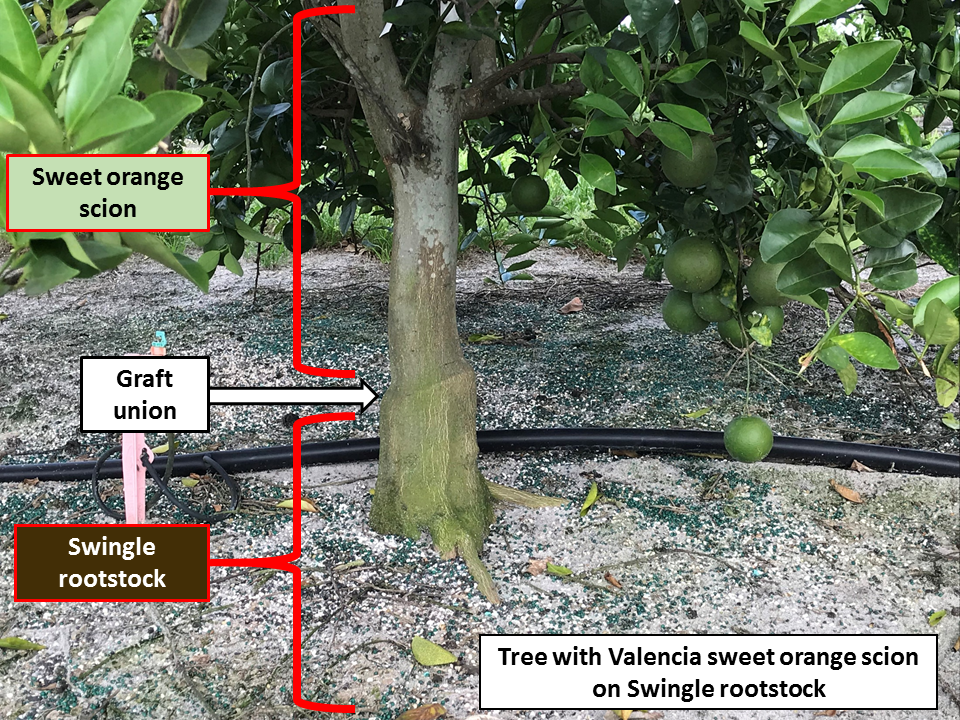 Sweet orange
scion
Graft
union
Swingle
rootstock
Tree with Valencia sweet orange scion
on Swingle rootstock